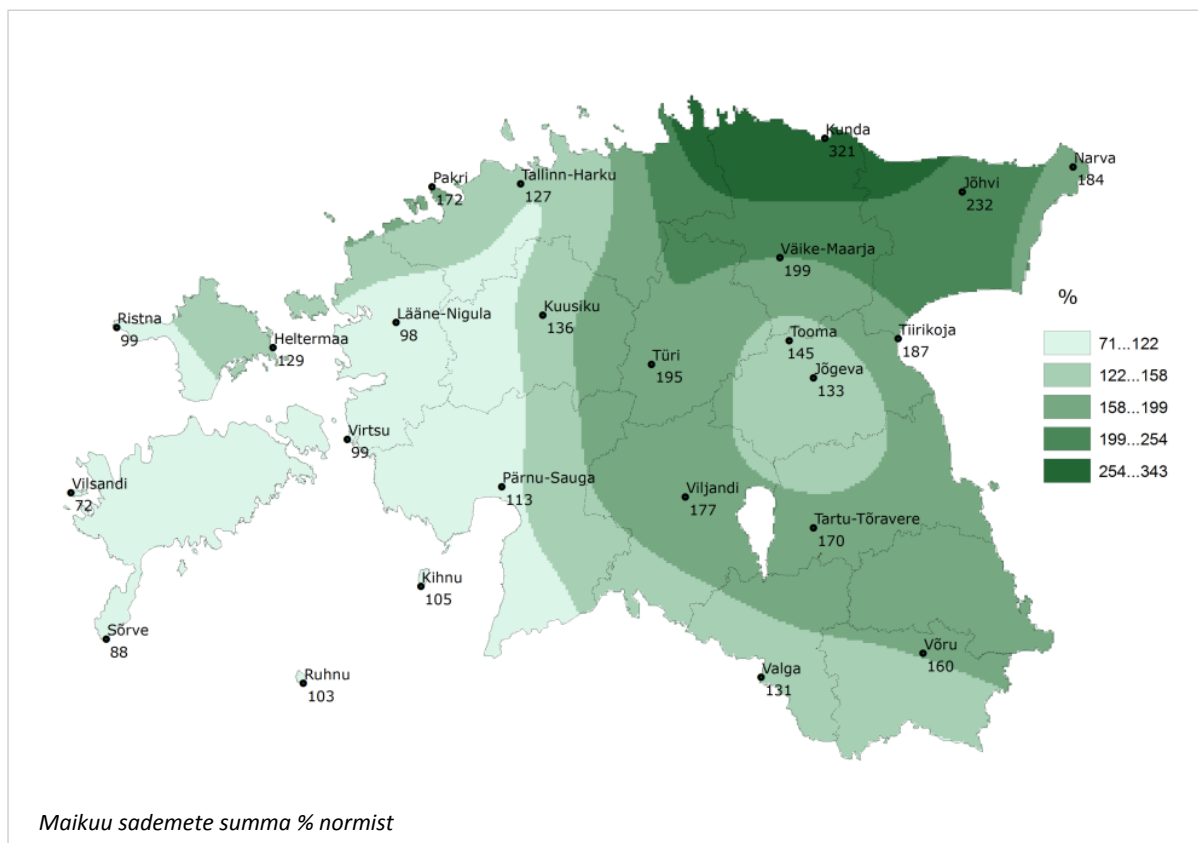 Kunda
321
Narva
184
Pakri
172
Tallinn-Harku
127
Jõhvi
232
Väike-Maarja
199
%
Ristna
99
Heltermaa
129
Lääne-Nigula
98
Kuusiku
136
Türi
195
Tooma
145
Tiirikoja
187
Jõgeva
133
71...122
122...158
158...199
199...254
254...343
Virtsu
99
Vilsandi
72
Pärnu-Sauga
113
Viljandi
177
Tartu-Tõravere
170
Kihnu
105
Sõrve
88
Ruhnu
103
Valga
131
Võru
160
Maikuu sademete summa % normist